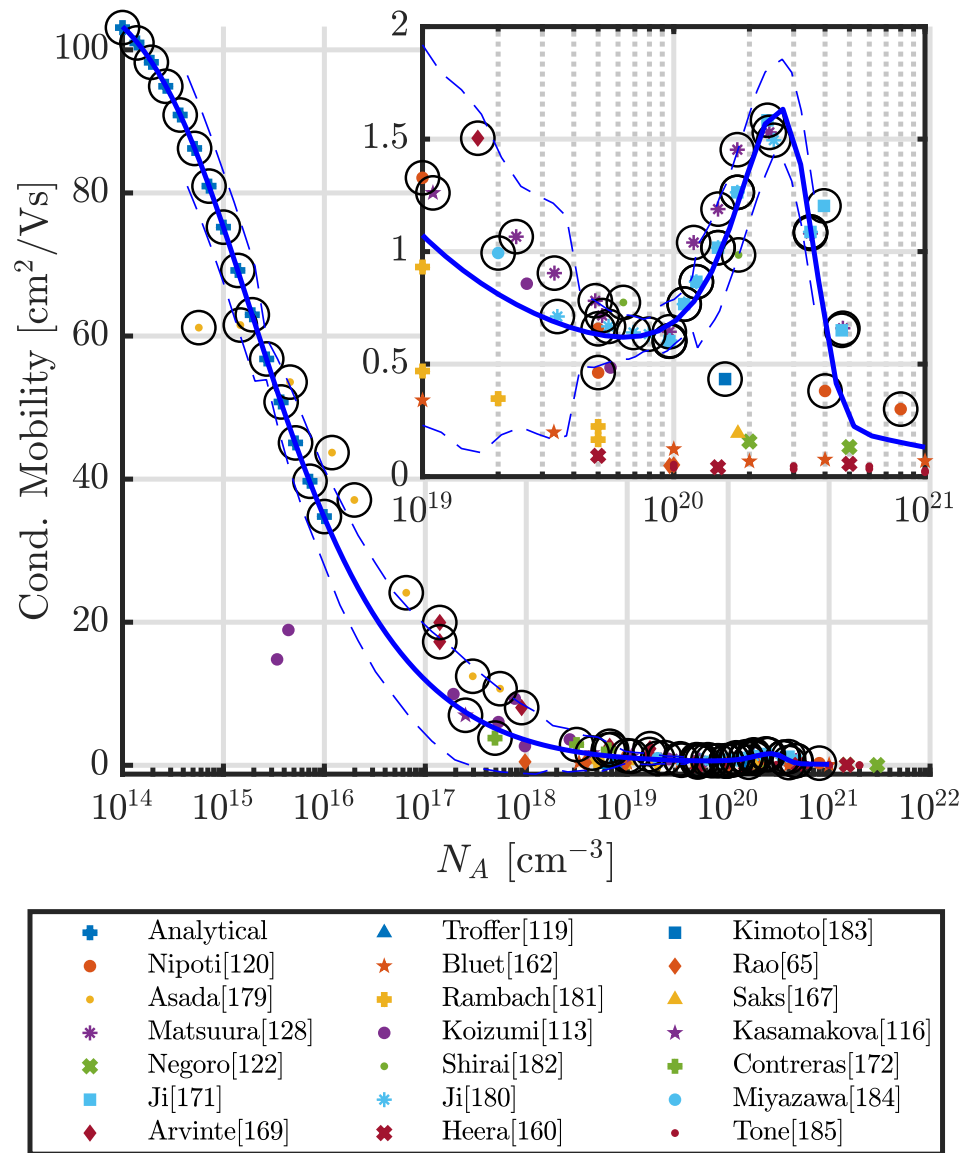 2
1.5
1
0.5
0
10^19 10^20 10^21
100
80
60
40
20
0
Cond. Mobility [cm^2/Vs]
10^14 10^15 10^16 10^17 10^18 10^19 10^20 10^21 10^22
N_A [cm^−3]
Analytical Troffer[119] Kimoto[183]
Nipoti[120] Bluet[162] Rao[65]
Asada[179] Rambach[181] Saks[167]
Matsuura[128] Koizumi[113] Kasamakova[116]
Negoro[122] Shirai[182] Contreras[172]
Ji[171] Ji[180] Miyazawa[184]
Arvinte[169] Heera[160] Tone[185]